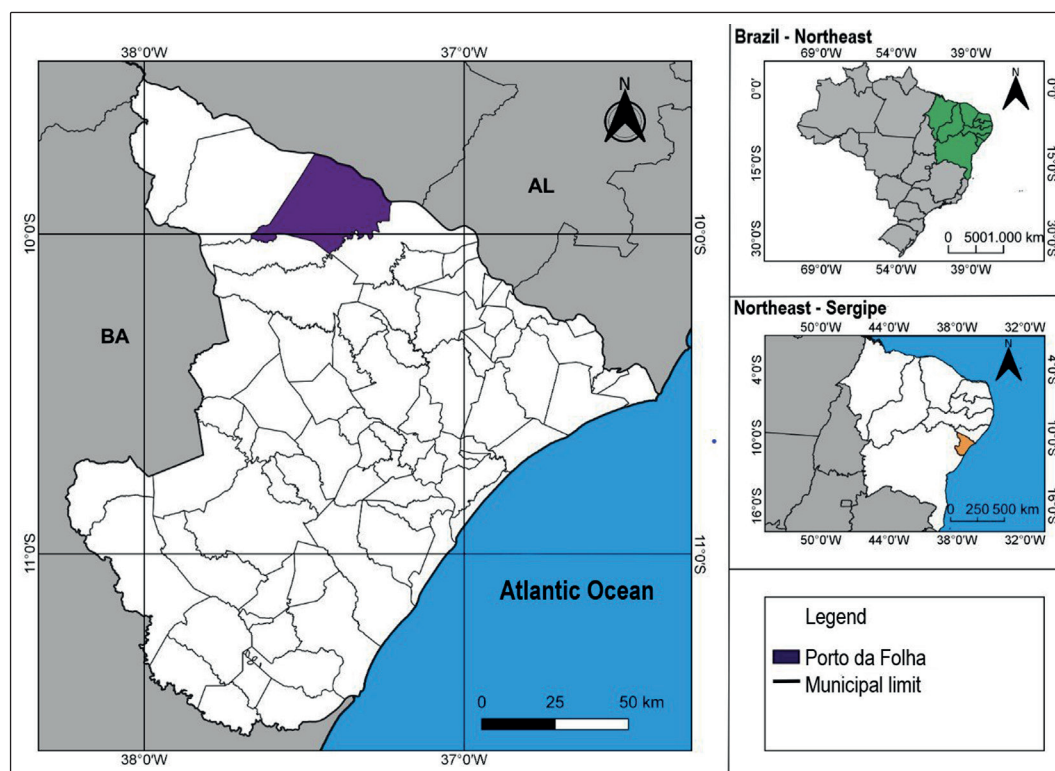 38°0'W 37°0'W
N
AL
10°0'S 10°0'S
BA
11°0'S 11°0'S
Atlantic Ocean
0 25 50 km
38°0'W 37°0'W
Brazil - Northeast
69°0'W 54°0'W 39°0'W
N
0°0' 0°0'
15°0'S 15°0'S
30°0'S 30°0'S
0 5001.000 km
69°0'W 54°0'W 39°0'W
Northeast - Sergipe
50°0'W 44°0'W 38°0'W 32°0'W
N
4°0'S 4°0'S
10°0'S 10°0'S
16°0'S 16°0'S
0 250 500 km
50°0'W 44°0'W 38°0'W 32°0'W
Legend
Porto da Folha
Municipal limit